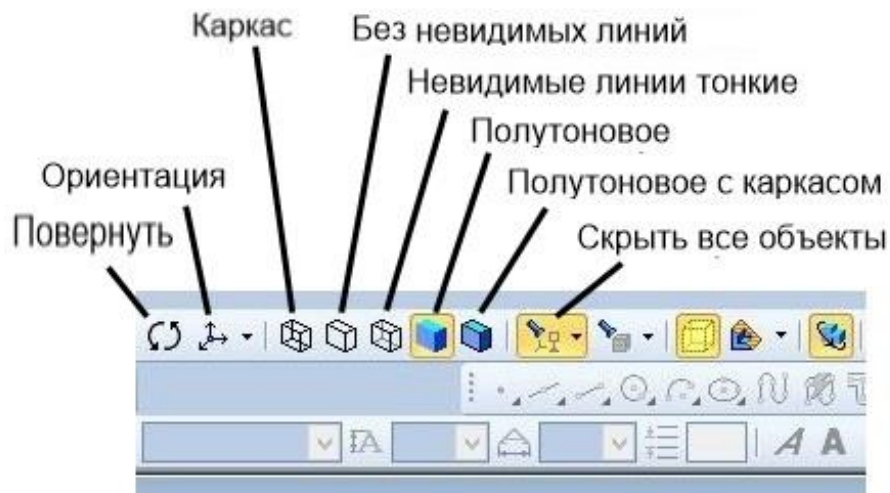 Каркас
Без невидимых линий
Невидимые линии тонкие
Полутоновое
Ориентация
Полутоновое с каркасом
Повернуть
Скрыть все объекты